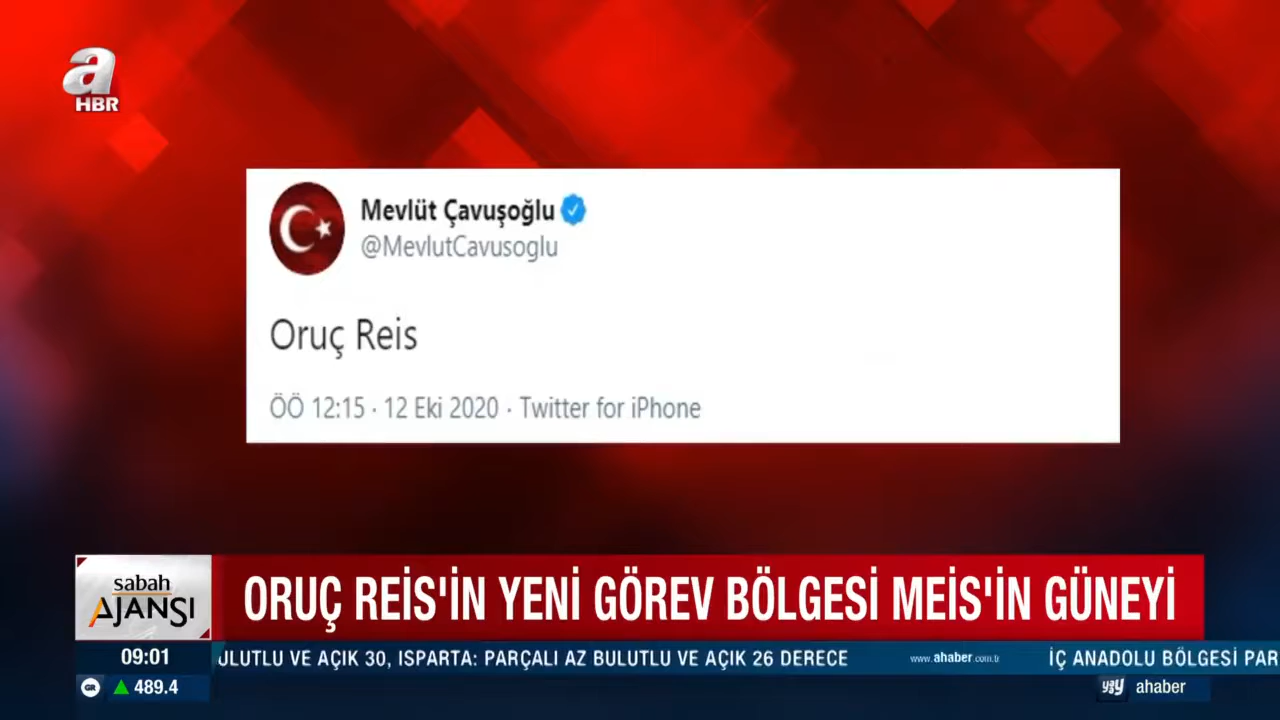 a
HBR
Mevlüt Çavuşoğlu
@MevlutCavusoglu
Oruç Reis
ÖÖ 12:15 · 12 Eki 2020 · Twitter for iPhone
sabah
AJANSI
ORUÇ REİS'İN YENİ GÖREV BÖLGESİ MEİS'İN GÜNEYİ
09:01
ULUTLU VE AÇIK 30, ISPARTA: PARÇALI AZ BULUTLU VE AÇIK 26 DERECE
www.ahaber.com.tr
İÇ ANADOLU BÖLGESİ PAR
GR
489.4
ahaber